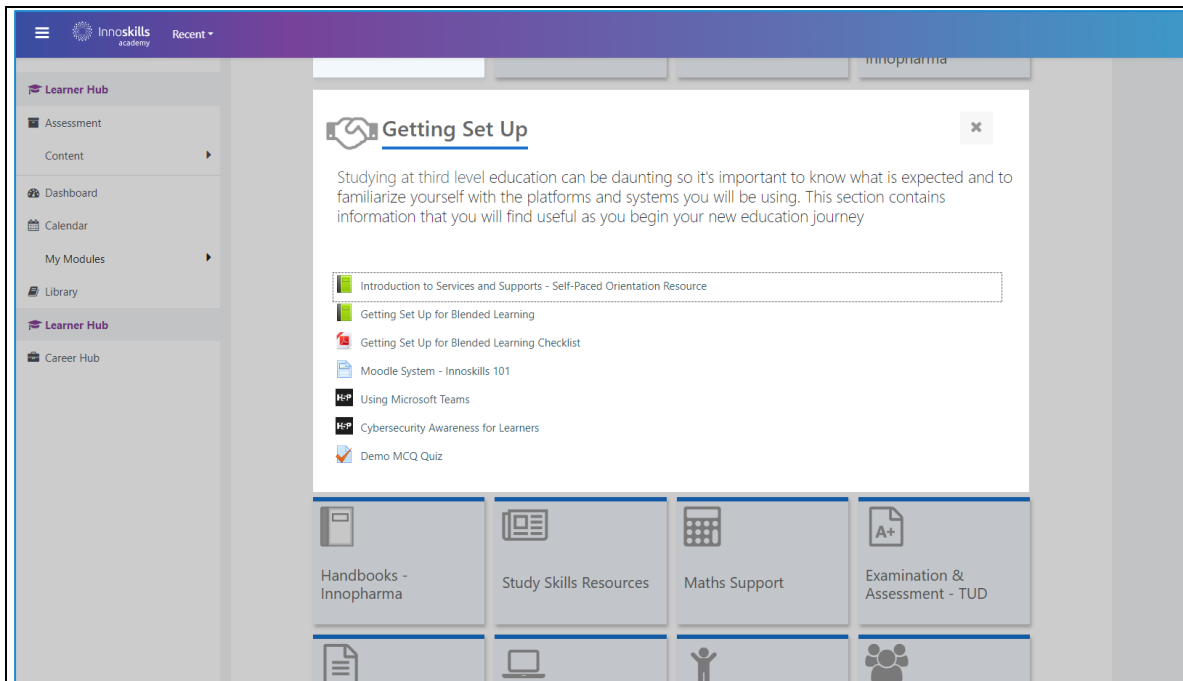 Innoskills
academy
Recent
Innopharma
Learner Hub
Assessment
Content
Dashboard
Calendar
My Modules
Library
Learner Hub
Career Hub
Getting Set Up
Studying at third level education can be daunting so it's important to know what is expected and to
familiarize yourself with the platforms and systems you will be using. This section contains
information that you will find useful as you begin your new education journey
Introduction to Services and Supports - Self-Paced Orientation Resource
Getting Set Up for Blended Learning
Getting Set Up for Blended Learning Checklist
Moodle System - Innoskills 101
H5P Using Microsoft Teams
H5P Cybersecurity Awareness for Learners
Demo MCQ Quiz
Handbooks -
Innopharma
Study Skills Resources
Maths Support
A+
Examination &
Assessment - TUD